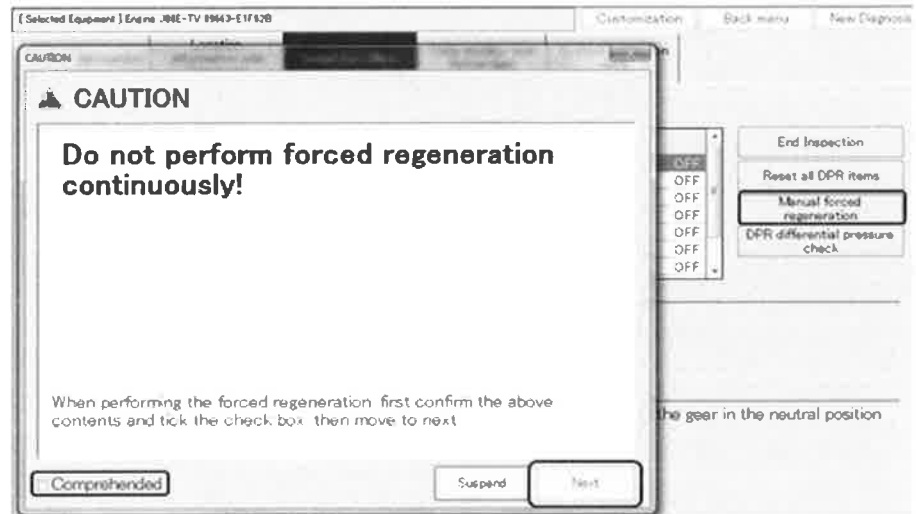 [ Selected Equipment ] Engine J08E-TV 89663-E1F92B
Customization
Back menu
New Diagnosis
CAUTION
CAUTION
Do not perform forced regeneration
continuously!
When performing the forced regeneration first confirm the above
contents and tick the check box then move to next
Comprehended
Suspend
Next
OFF
OFF
OFF
OFF
OFF
OFF
OFF
End Inspection
Reset all DPR items
Manual forced
regeneration
DPR differential pressure
check
the gear in the neutral position